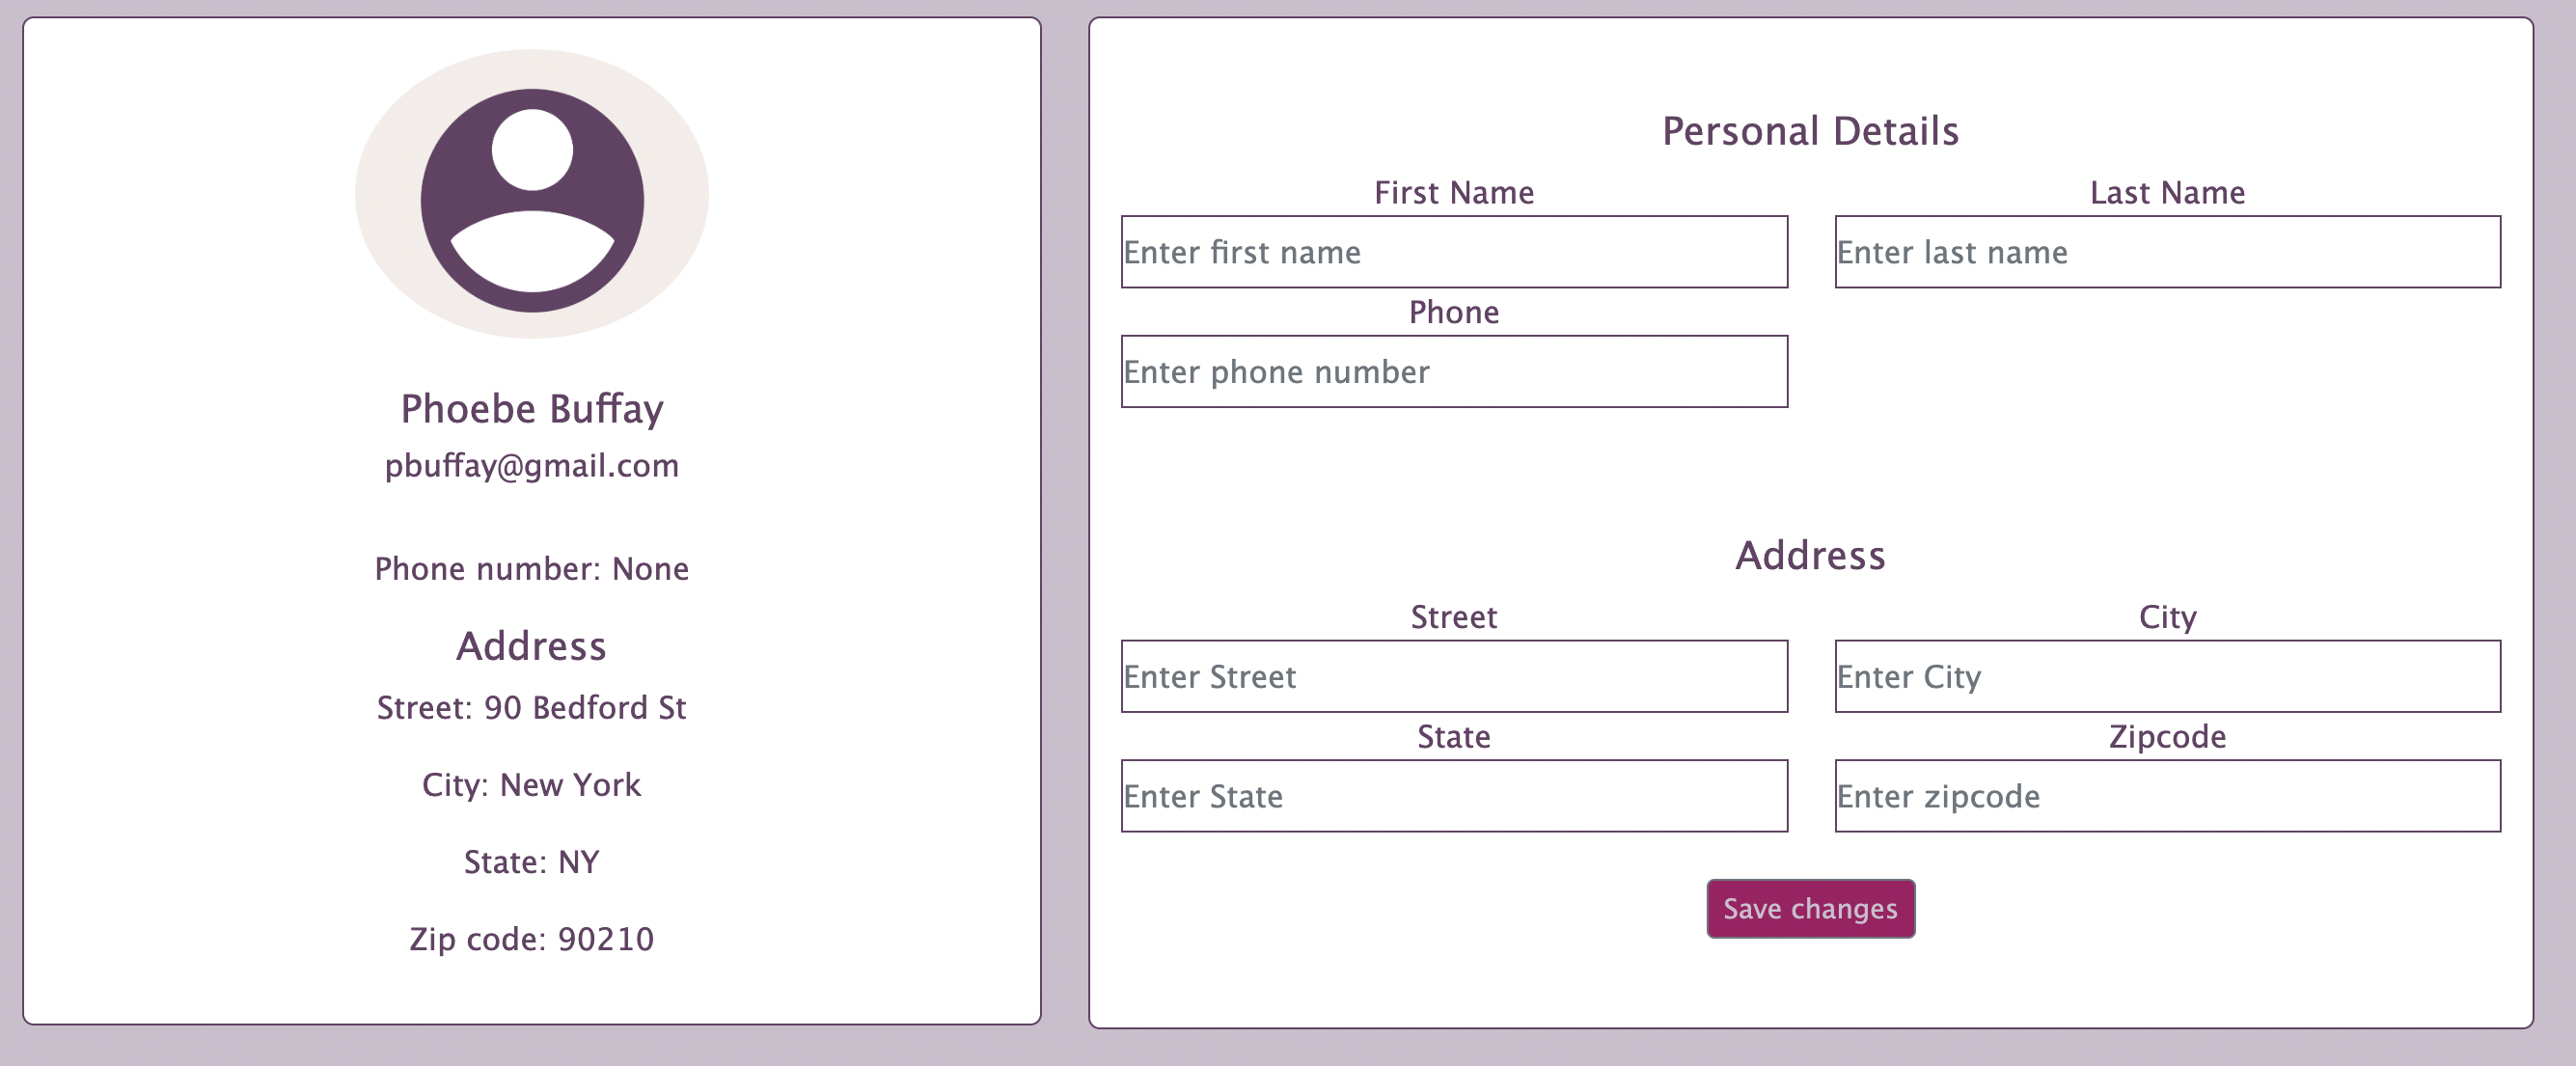 Phoebe Buffay
pbuffay@gmail.com
Phone number: None
Address
Street: 90 Bedford St
City: New York
State: NY
Zip code: 90210
Personal Details
First Name
Enter first name
Last Name
Enter last name
Phone
Enter phone number
Address
Street
Enter Street
City
Enter City
State
Enter State
Zipcode
Enter zipcode
Save changes